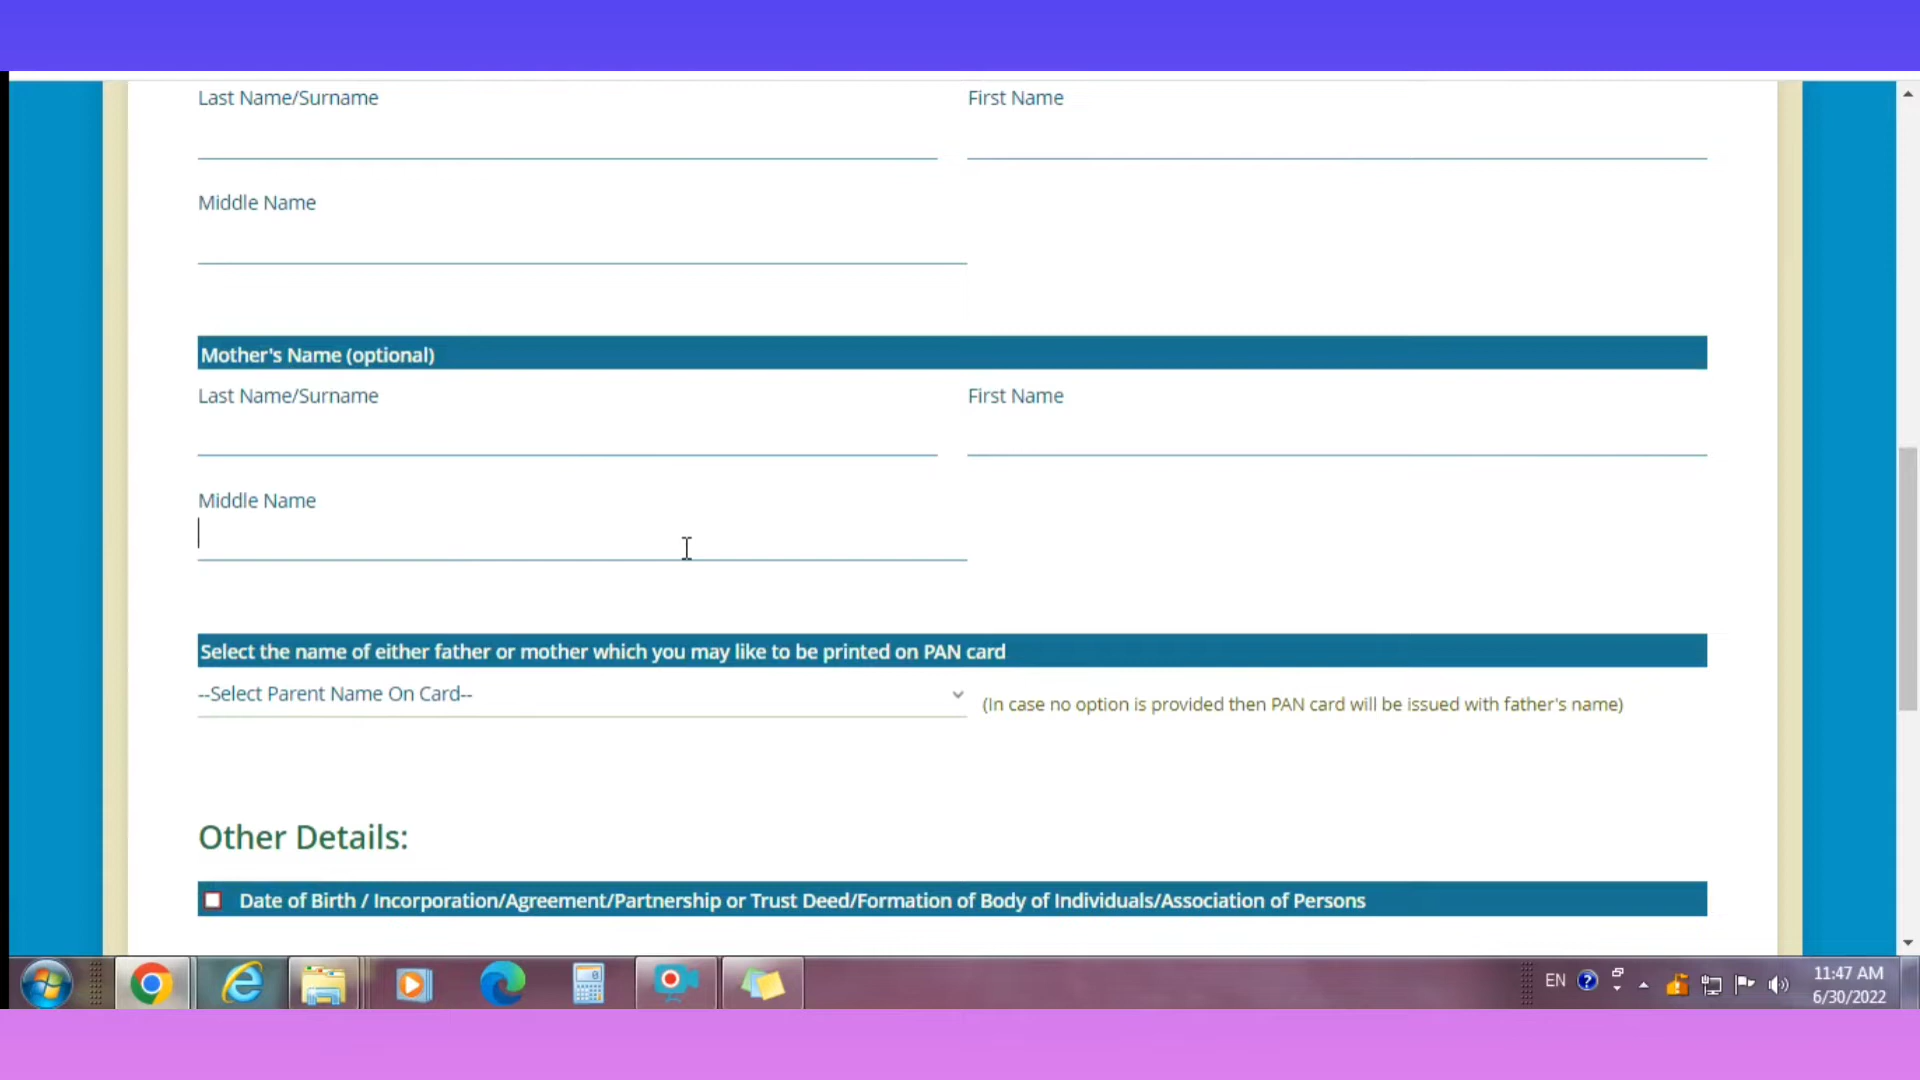 Last Name/Surname
First Name
Middle Name
Mother's Name (optional)
Last Name/Surname
First Name
Middle Name
Select the name of either father or mother which you may like to be printed on PAN card
--Select Parent Name On Card--
(In case no option is provided then PAN card will be issued with father's name)
Other Details:
Date of Birth / Incorporation/Agreement/Partnership or Trust Deed/Formation of Body of Individuals/Association of Persons
EN
11:47 AM
6/30/2022